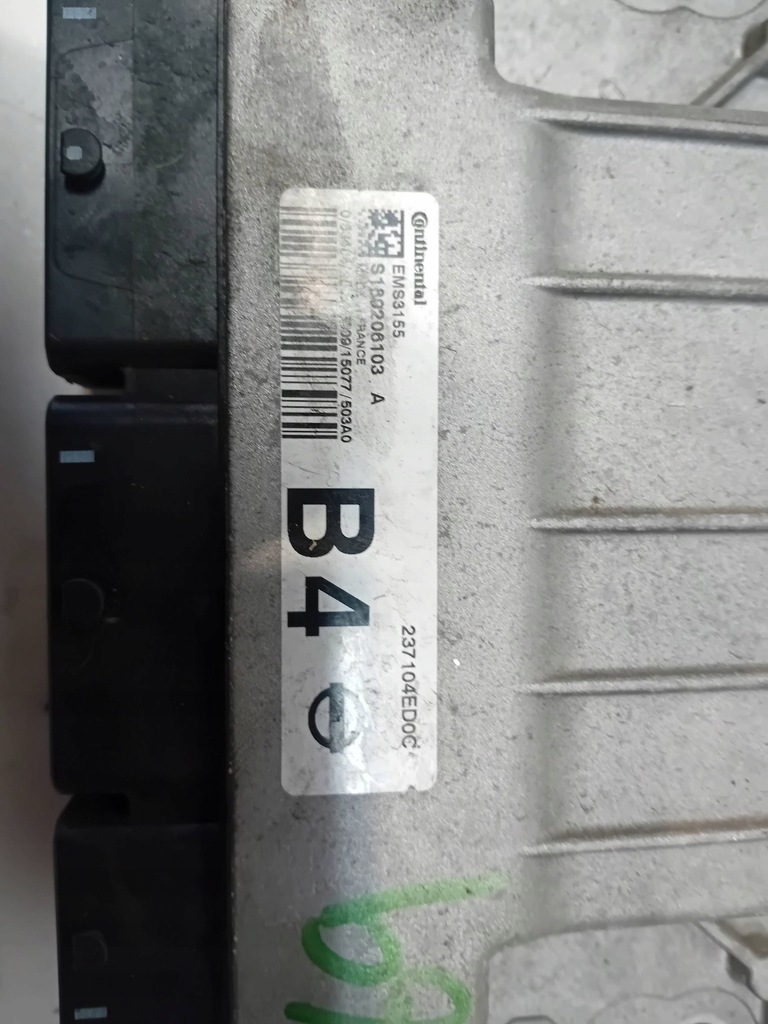 Continental
EMS3155
S180206103 A
FRANCE
09/15077/503A0
B4
237104ED0C